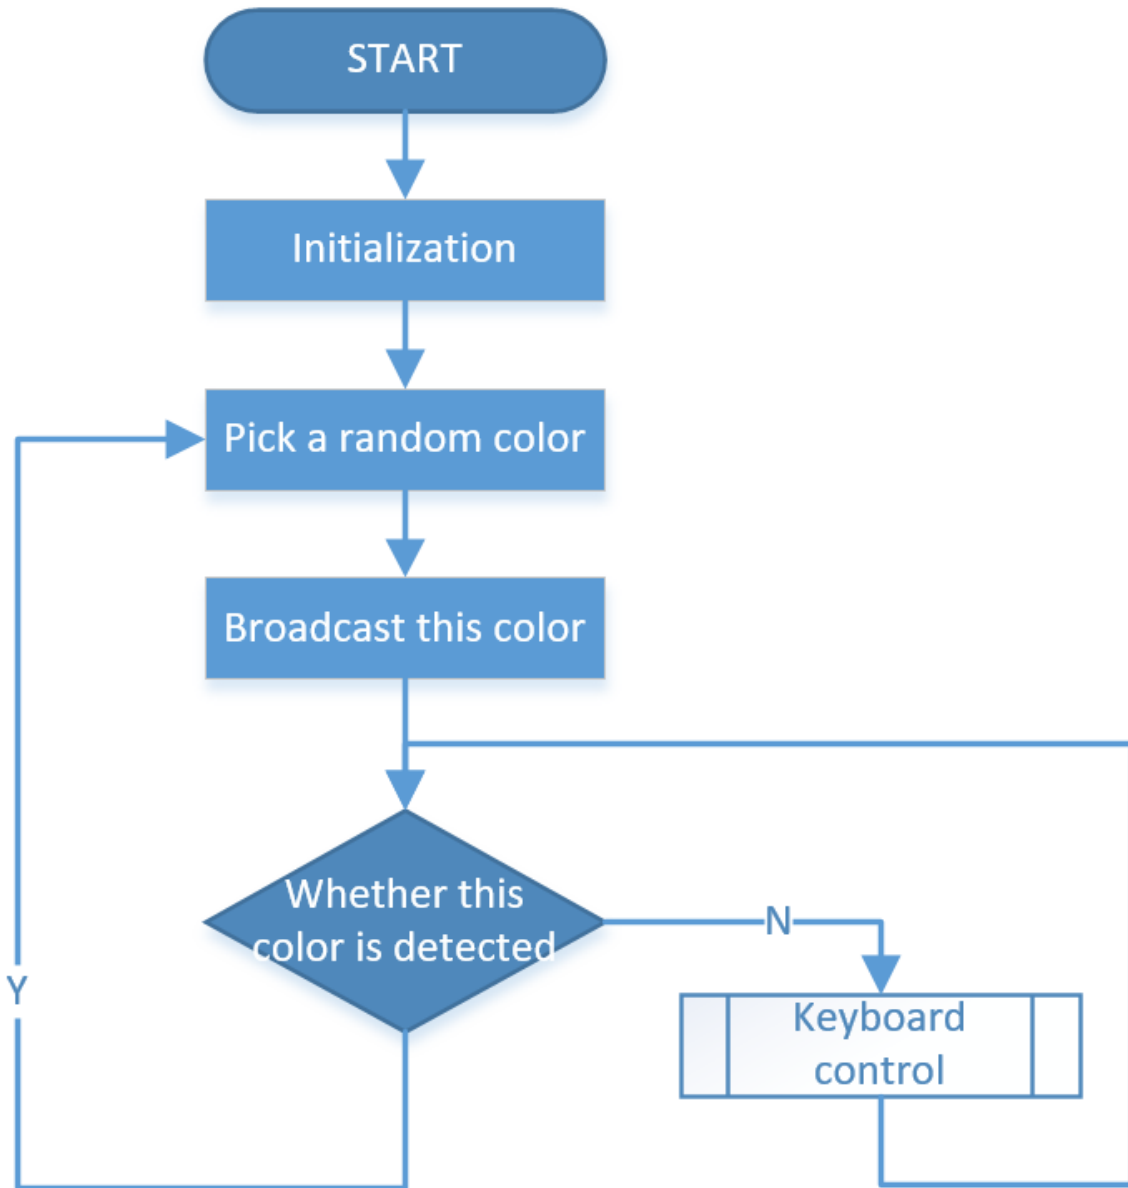 START
Initialization
Pick a random color
Broadcast this color
Whether this
color is detected
N
Y
Keyboard
control